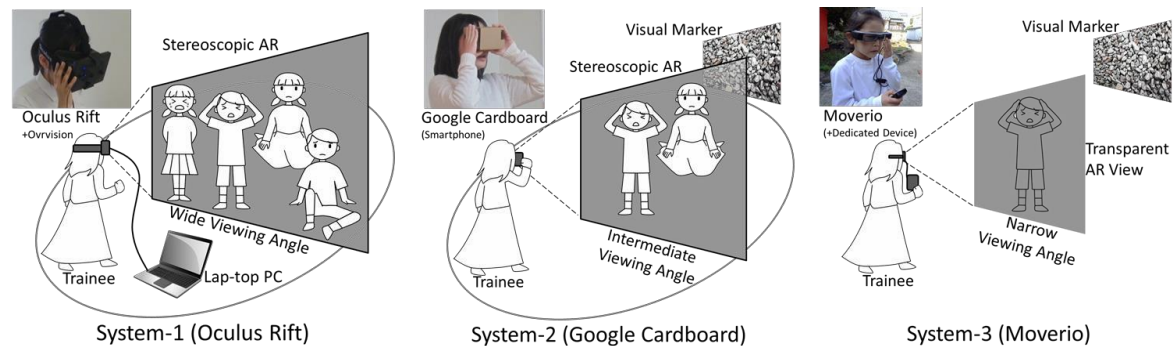 Stereoscopic AR
Oculus Rift
+Ovrvision
Wide Viewing Angle
Trainee
Lap-top PC
System-1 (Oculus Rift)
Visual Marker
Stereoscopic AR
Google Cardboard
(Smartphone)
Intermediate
Viewing Angle
Trainee
System-2 (Google Cardboard)
Visual Marker
Moverio
(+Dedicated Device)
Transparent
AR View
Narrow
Viewing Angle
Trainee
System-3 (Moverio)